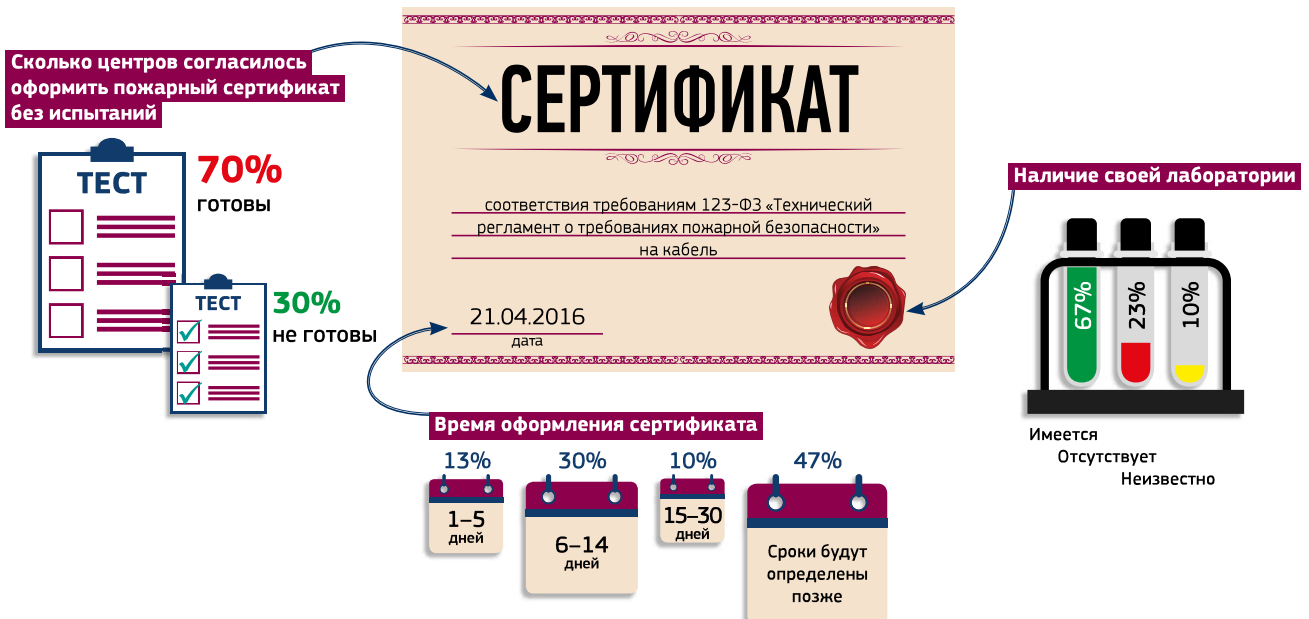 Сколько центров согласилось
оформить пожарный сертификат
без испытаний
ТЕСТ
70%
готовы
ТЕСТ
30%
не готовы
СЕРТИФИКАТ
соответствия требованиям 123-ФЗ «Технический
регламент о требованиях пожарной безопасности»
на кабель
21.04.2016
дата
Наличие своей лаборатории
67%
23%
10%
Имеется
Отсутствует
Неизвестно
Время оформления сертификата
13%
30%
10%
47%
1–5
дней
6–14
дней
15–30
дней
Сроки будут
определены
позже